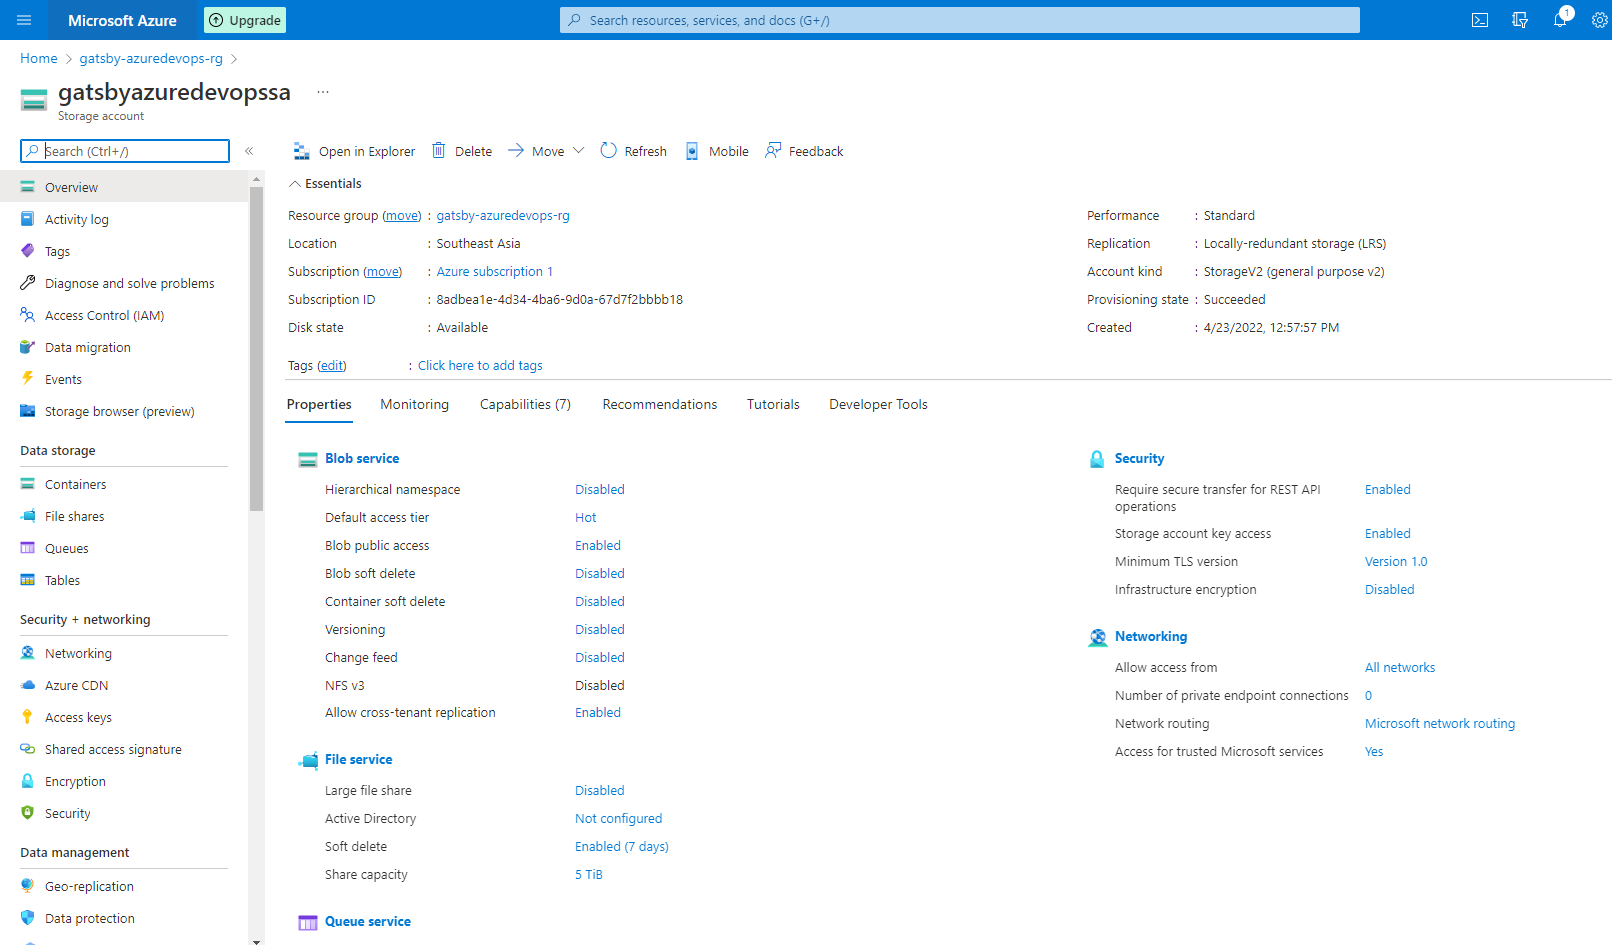 Microsoft Azure
Upgrade
Search resources, services, and docs (G+/)
1
Home > gatsby-azuredevops-rg >
gatsbyazuredevopssa ...
Storage account
Search (Ctrl+/)
«
Open in Explorer
Delete
Move
Refresh
Mobile
Feedback
Overview
Activity log
Tags
Diagnose and solve problems
Access Control (IAM)
Data migration
Events
Storage browser (preview)
Data storage
Containers
File shares
Queues
Tables
Security + networking
Networking
Azure CDN
Access keys
Shared access signature
Encryption
Security
Data management
Geo-replication
Data protection
Essentials
Resource group (move) : gatsby-azuredevops-rg
Location : Southeast Asia
Subscription (move) : Azure subscription 1
Subscription ID : 8adbea1e-4d34-4ba6-9d0a-67d7f2bbbb18
Disk state : Available
Performance : Standard
Replication : Locally-redundant storage (LRS)
Account kind : StorageV2 (general purpose v2)
Provisioning state : Succeeded
Created : 4/23/2022, 12:57:57 PM
Tags (edit) : Click here to add tags
Properties Monitoring Capabilities (7) Recommendations Tutorials Developer Tools
Blob service
Hierarchical namespace Disabled
Default access tier Hot
Blob public access Enabled
Blob soft delete Disabled
Container soft delete Disabled
Versioning Disabled
Change feed Disabled
NFS v3 Disabled
Allow cross-tenant replication Enabled
File service
Large file share Disabled
Active Directory Not configured
Soft delete Enabled (7 days)
Share capacity 5 TiB
Queue service
Security
Require secure transfer for REST API Enabled
operations
Storage account key access Enabled
Minimum TLS version Version 1.0
Infrastructure encryption Disabled
Networking
Allow access from All networks
Number of private endpoint connections 0
Network routing Microsoft network routing
Access for trusted Microsoft services Yes